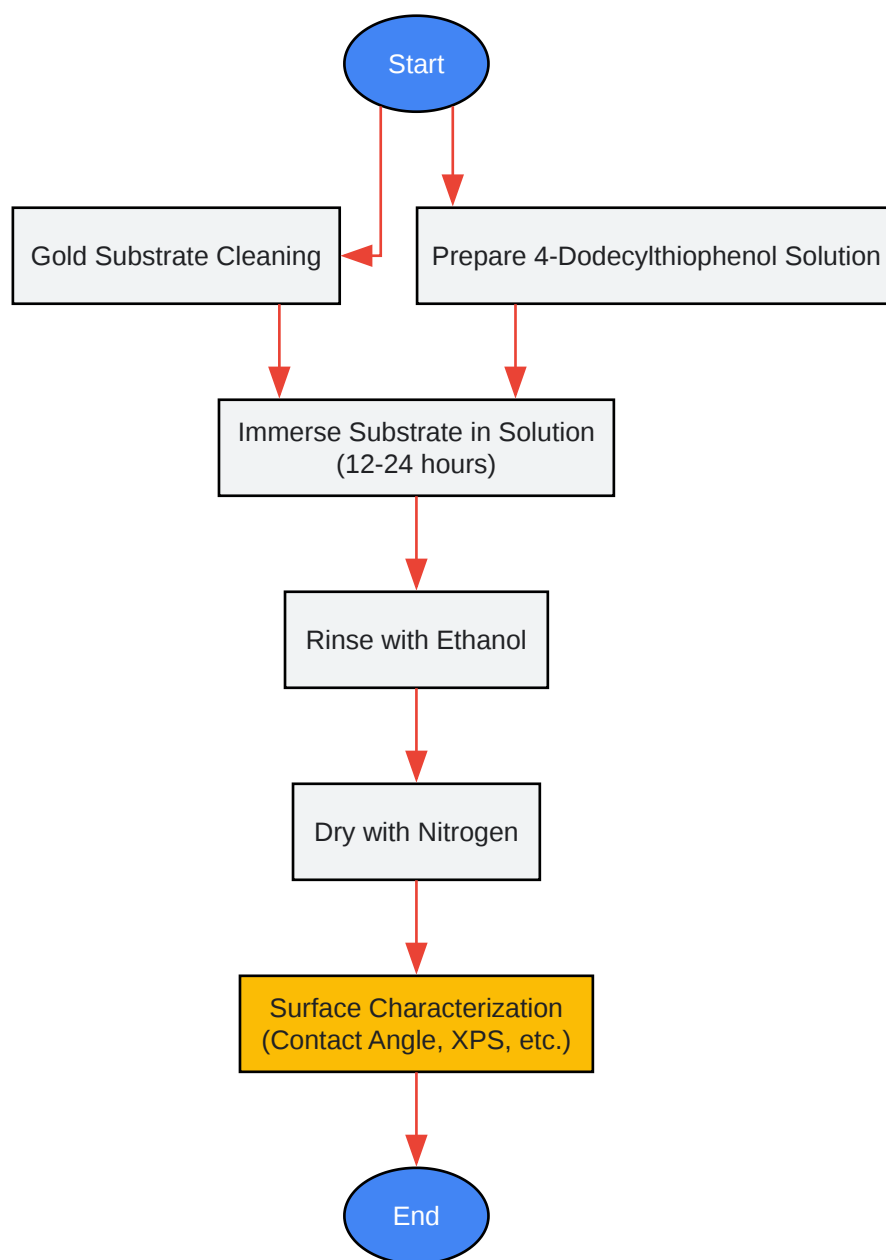 Start
Gold Substrate Cleaning
Prepare 4-Dodecylthiophenol Solution
Immerse Substrate in Solution
(12-24 hours)
Rinse with Ethanol
Dry with Nitrogen
Surface Characterization
(Contact Angle, XPS, etc.)
End